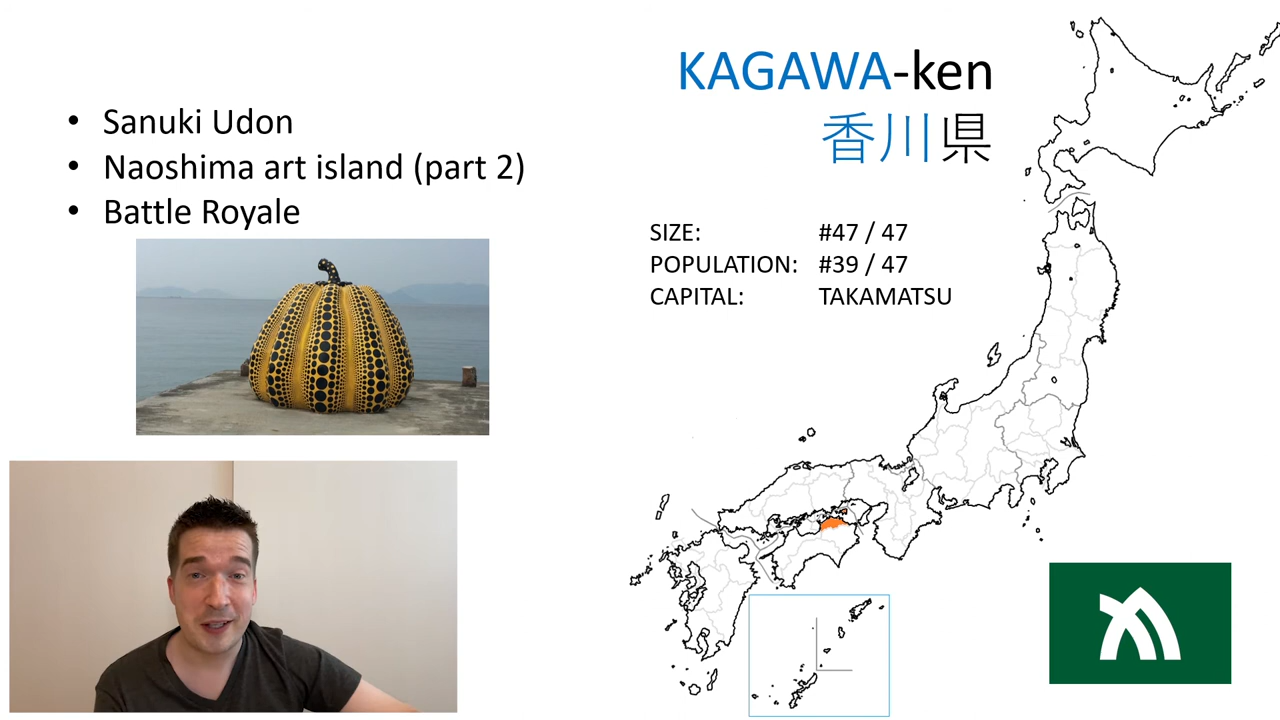 KAGAWA-ken
香川県
• Sanuki Udon
• Naoshima art island (part 2)
• Battle Royale
SIZE: #47 / 47
POPULATION: #39 / 47
CAPITAL: TAKAMATSU